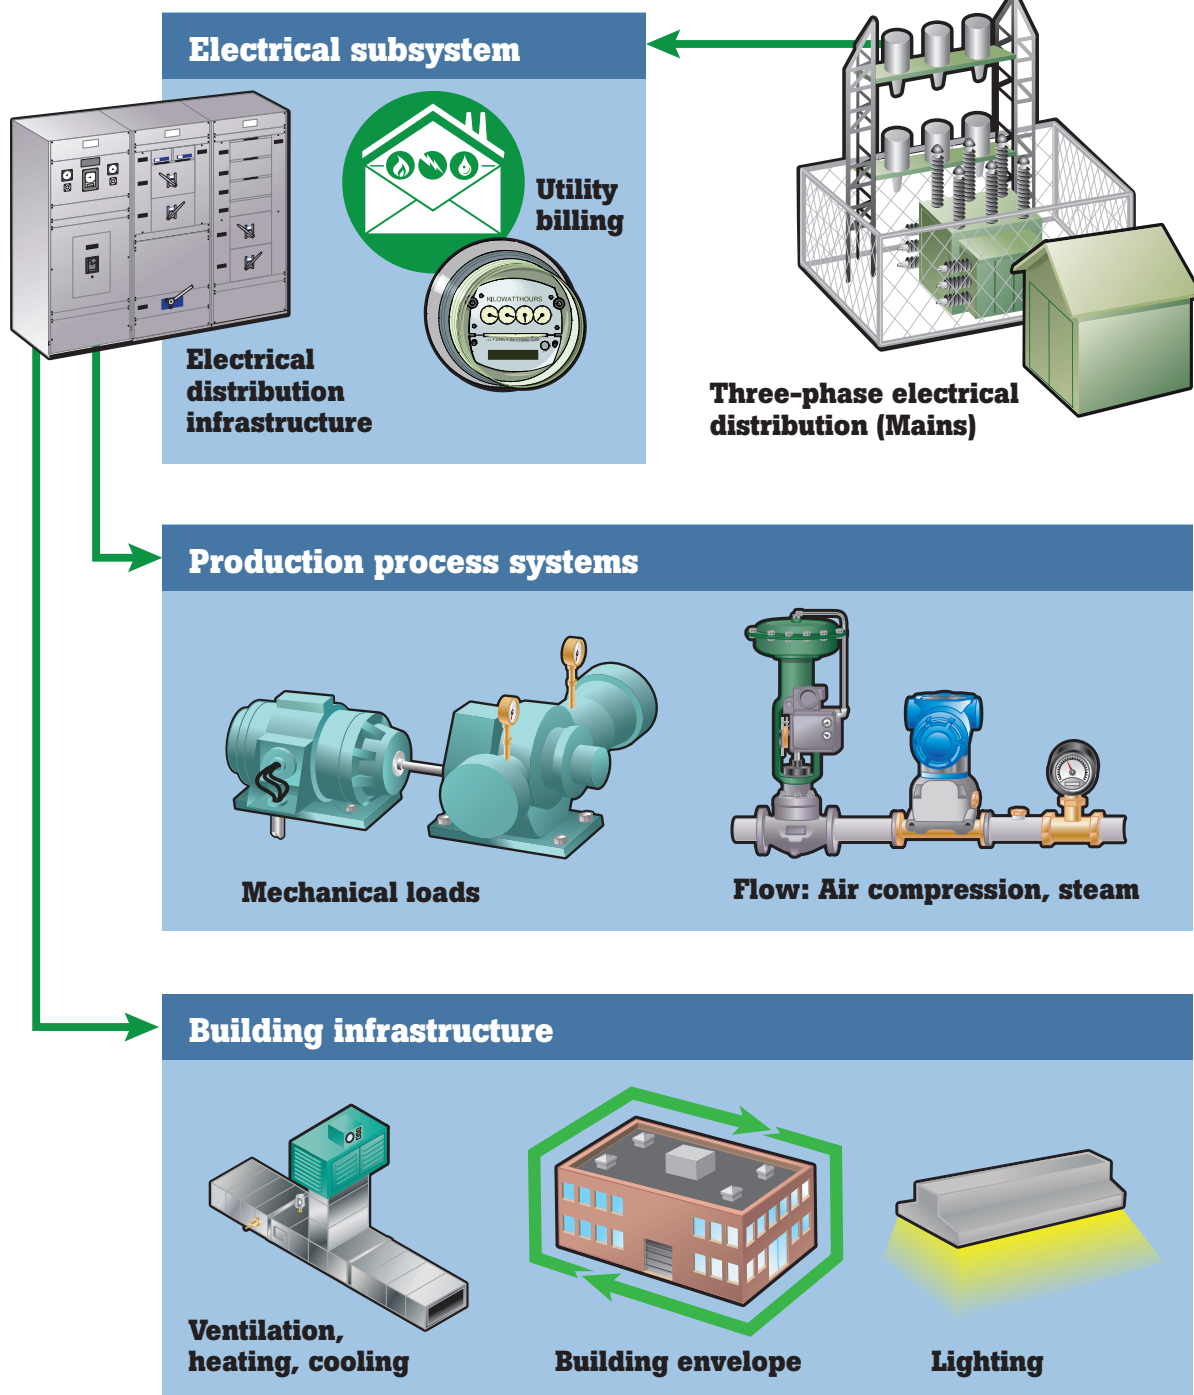 Electrical subsystem
Utility
billing
KILOWATTHOURS
Electrical
distribution
infrastructure
Three-phase electrical
distribution (Mains)
Production process systems
Mechanical loads
Flow: Air compression, steam
Building infrastructure
Ventilation,
heating, cooling
Building envelope
Lighting